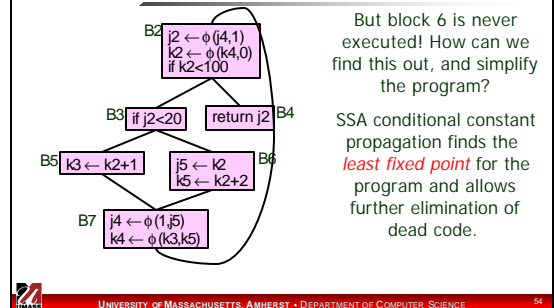 B2
j2 ← ϕ(j4,1)
k2 ← ϕ(k4,0)
if k2<100
B3
if j2<20
return j2
B4
B5
k3 ← k2+1
j5 ← k2
k5 ← k2+2
B6
B7
j4 ← ϕ(1,j5)
k4 ← ϕ(k3,k5)
But block 6 is never
executed! How can we
find this out, and simplify
the program?
SSA conditional constant
propagation finds the
least fixed point for the
program and allows
further elimination of
dead code.
UMASS
UNIVERSITY OF MASSACHUSETTS, AMHERST • DEPARTMENT OF COMPUTER SCIENCE
54